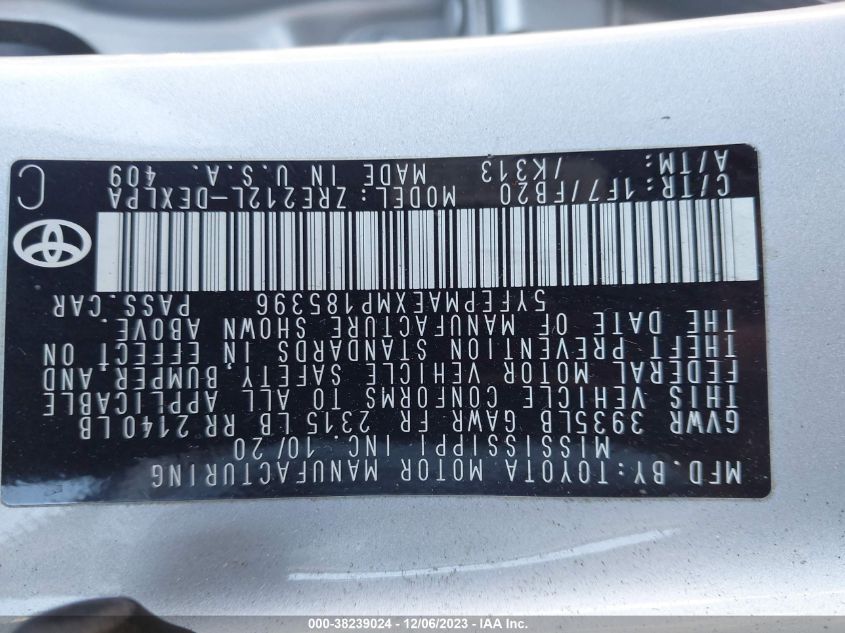 MFD. BY: TOYOTA MOTOR MANUFACTURING
MISSISSIPPI INC. 10/20
GVWR 3935LB GAWR FR 2315 LB RR 2140LB
THIS VEHICLE CONFORMS TO ALL APPLICABLE
FEDERAL MOTOR VEHICLE SAFETY, BUMPER, AND
THEFT PREVENTION STANDARDS IN EFFECT ON
THE DATE OF MANUFACTURE SHOWN ABOVE.
5YFEPMAEXMP185396 PASS. CAR
C/TR: 1F7/FB20 MODEL: ZRE212L-DEXLPA
A/TM: /K313 MADE IN U.S.A. 409
C
000-38239024 - 12/06/2023 - IAA Inc.